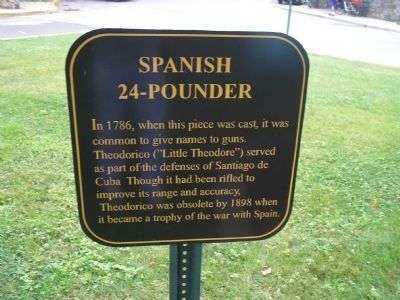 SPANISH
24-POUNDER
In 1786, when this piece was cast, it was
common to give names to guns.
Theodorico ("Little Theodore") served
as part of the defenses of Santiago de
Cuba Though it had been rifled to
improve its range and accuracy,
Theodorico was obsolete by 1898 when
it became a trophy of the war with Spain.